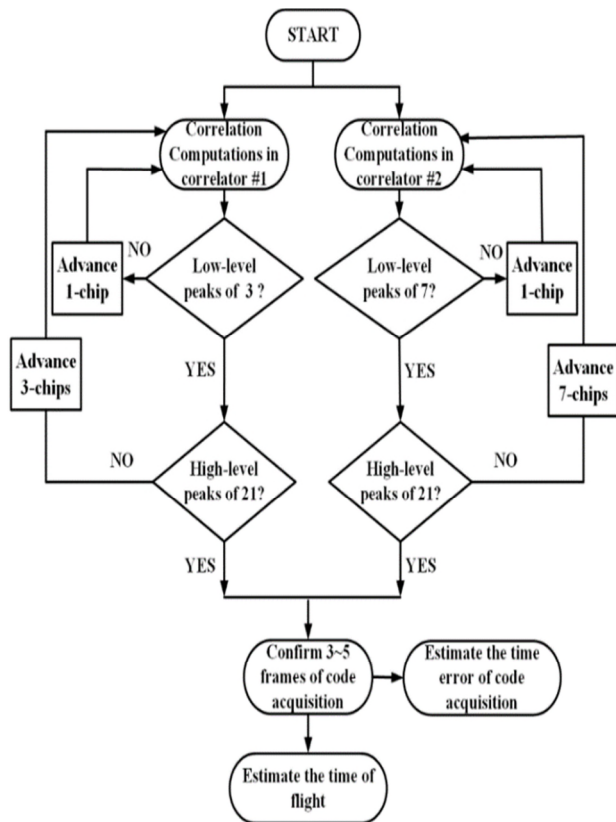 START
Correlation
Computations in
correlator #1
Correlation
Computations in
correlator #2
NO
Advance
1-chip
Low-level
peaks of 3 ?
Low-level
peaks of 7?
NO
Advance
1-chip
Advance
3-chips
YES
YES
Advance
7-chips
NO
High-level
peaks of 21?
High-level
peaks of 21?
NO
YES
YES
Confirm 3~5
frames of code
acquisition
Estimate the time
error of code
acquisition
Estimate the time of
flight